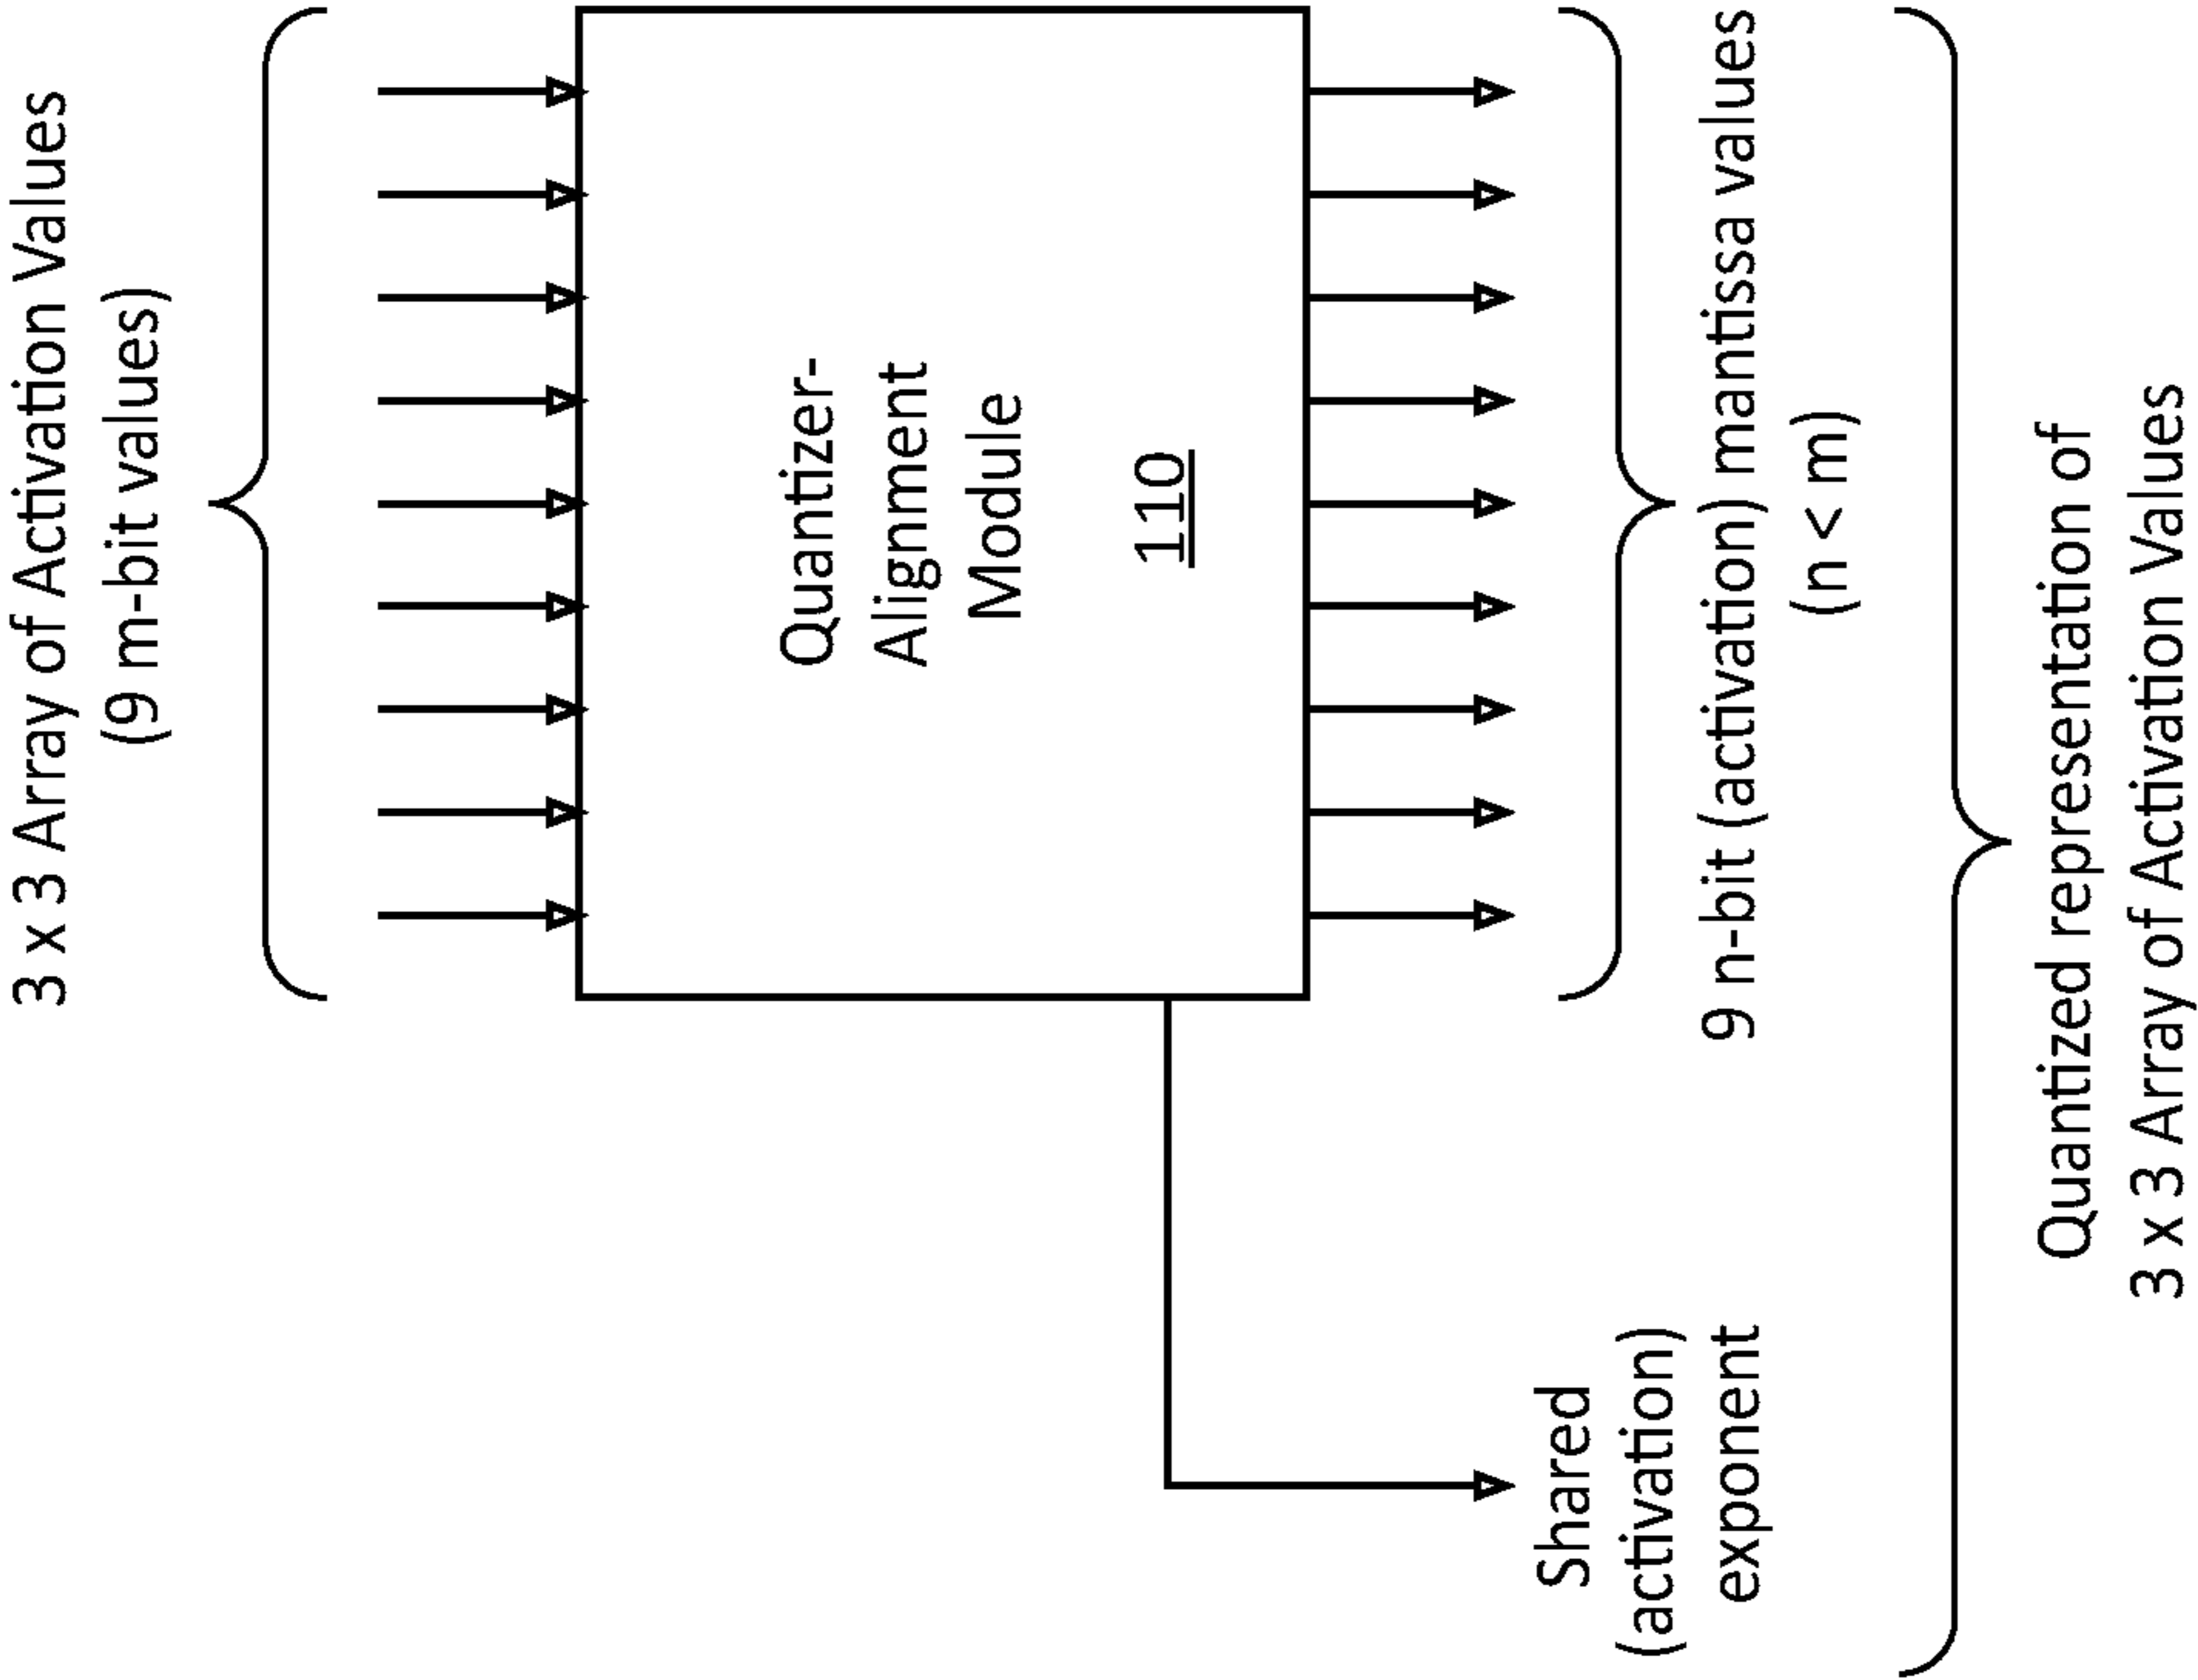 3 x 3 Array of Activation Values
(9 m-bit values)
Quantizer-
Alignment
Module
110
Shared
(activation)
exponent
9 n-bit (activation) mantissa values
(n < m)
Quantized representation of
3 x 3 Array of Activation Values